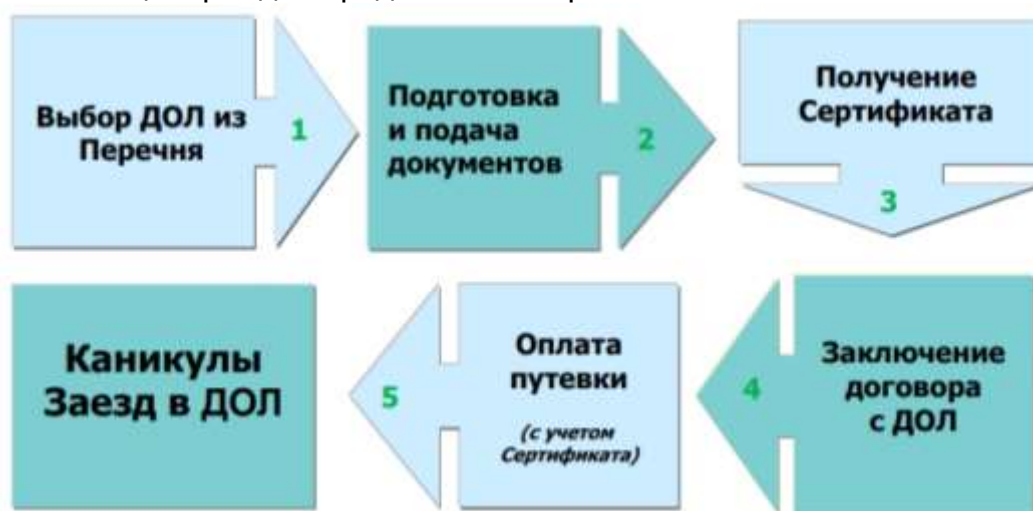 Выбор ДОЛ из
Перечня
1
Подготовка
и подача
документов
2
Получение
Сертификата
3
Заключение
договора
с ДОЛ
4
Оплата
путевки
(с учетом
Сертификата)
5
Каникулы
Заезд в ДОЛ